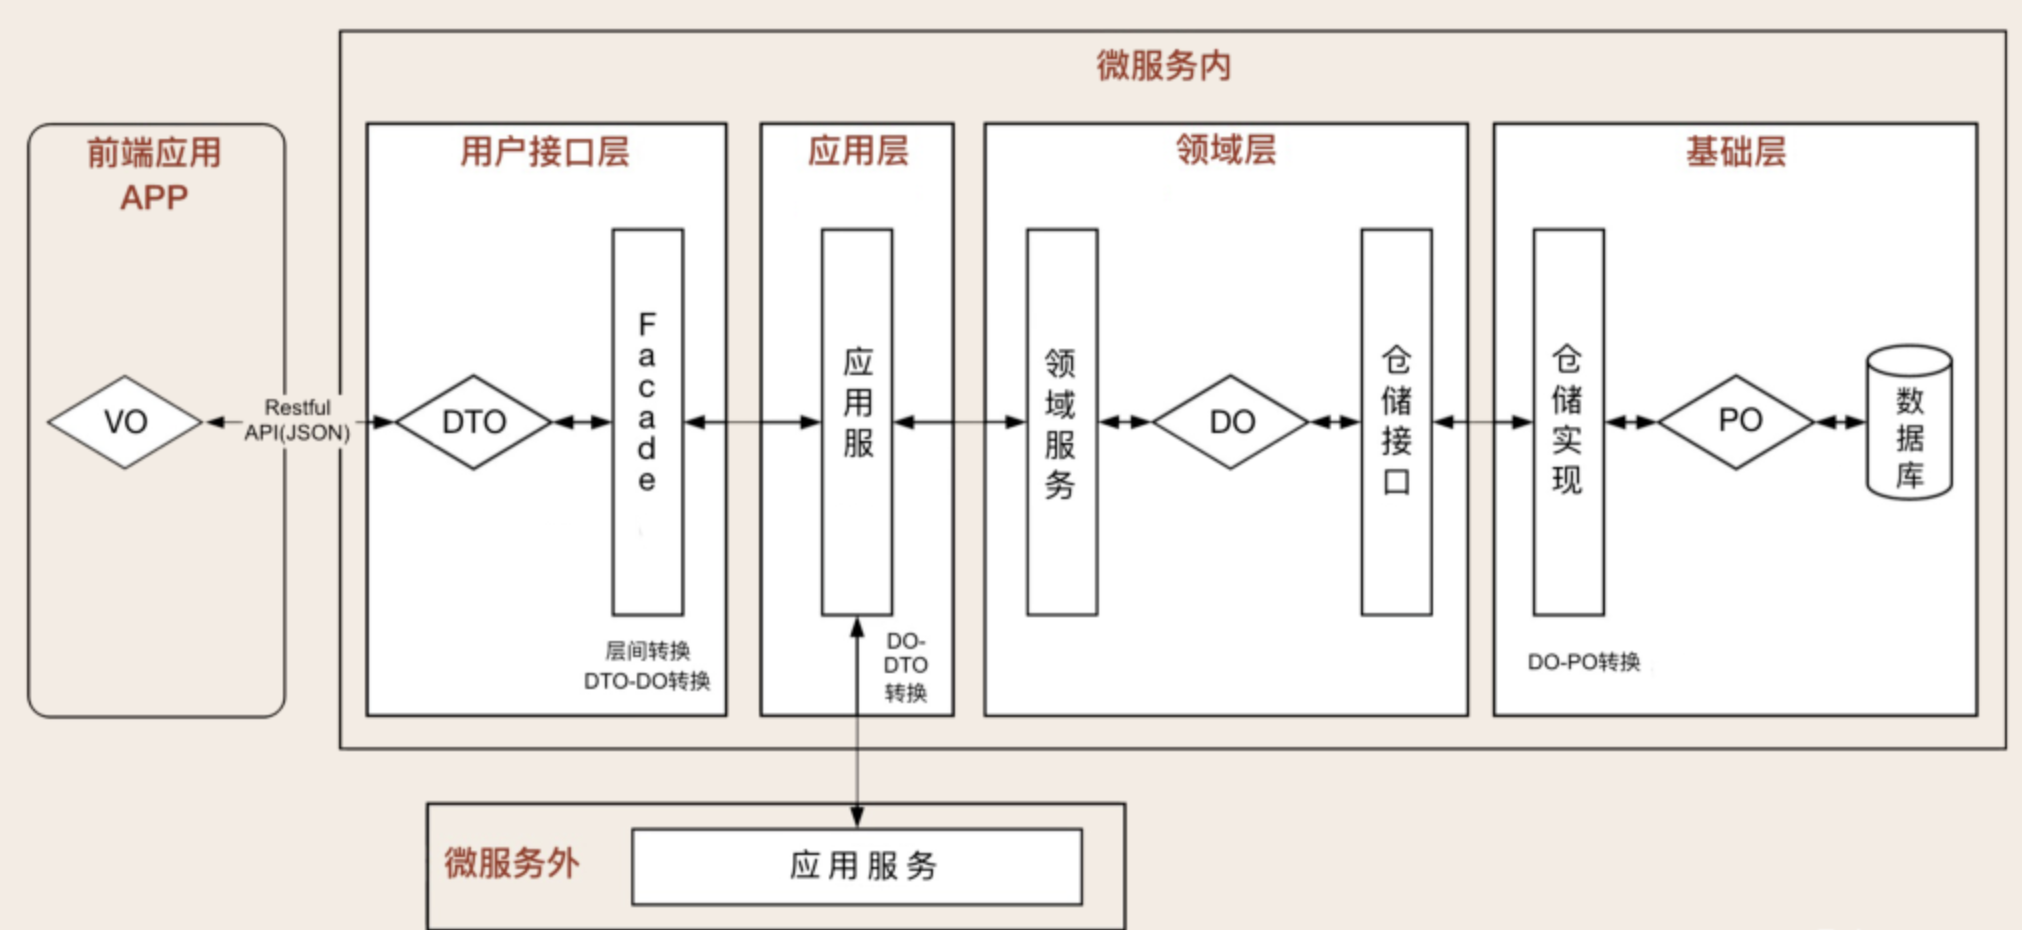 微服务内
前端应用
APP
用户接口层
应用层
领域层
基础层
VO
Restful
API(JSON)
DTO
Facade
应用服
领域服务
DO
仓储接口
仓储实现
PO
数据库
层间转换
DTO-DO转换
DO-
DTO
转换
DO-PO转换
微服务外
应用服务